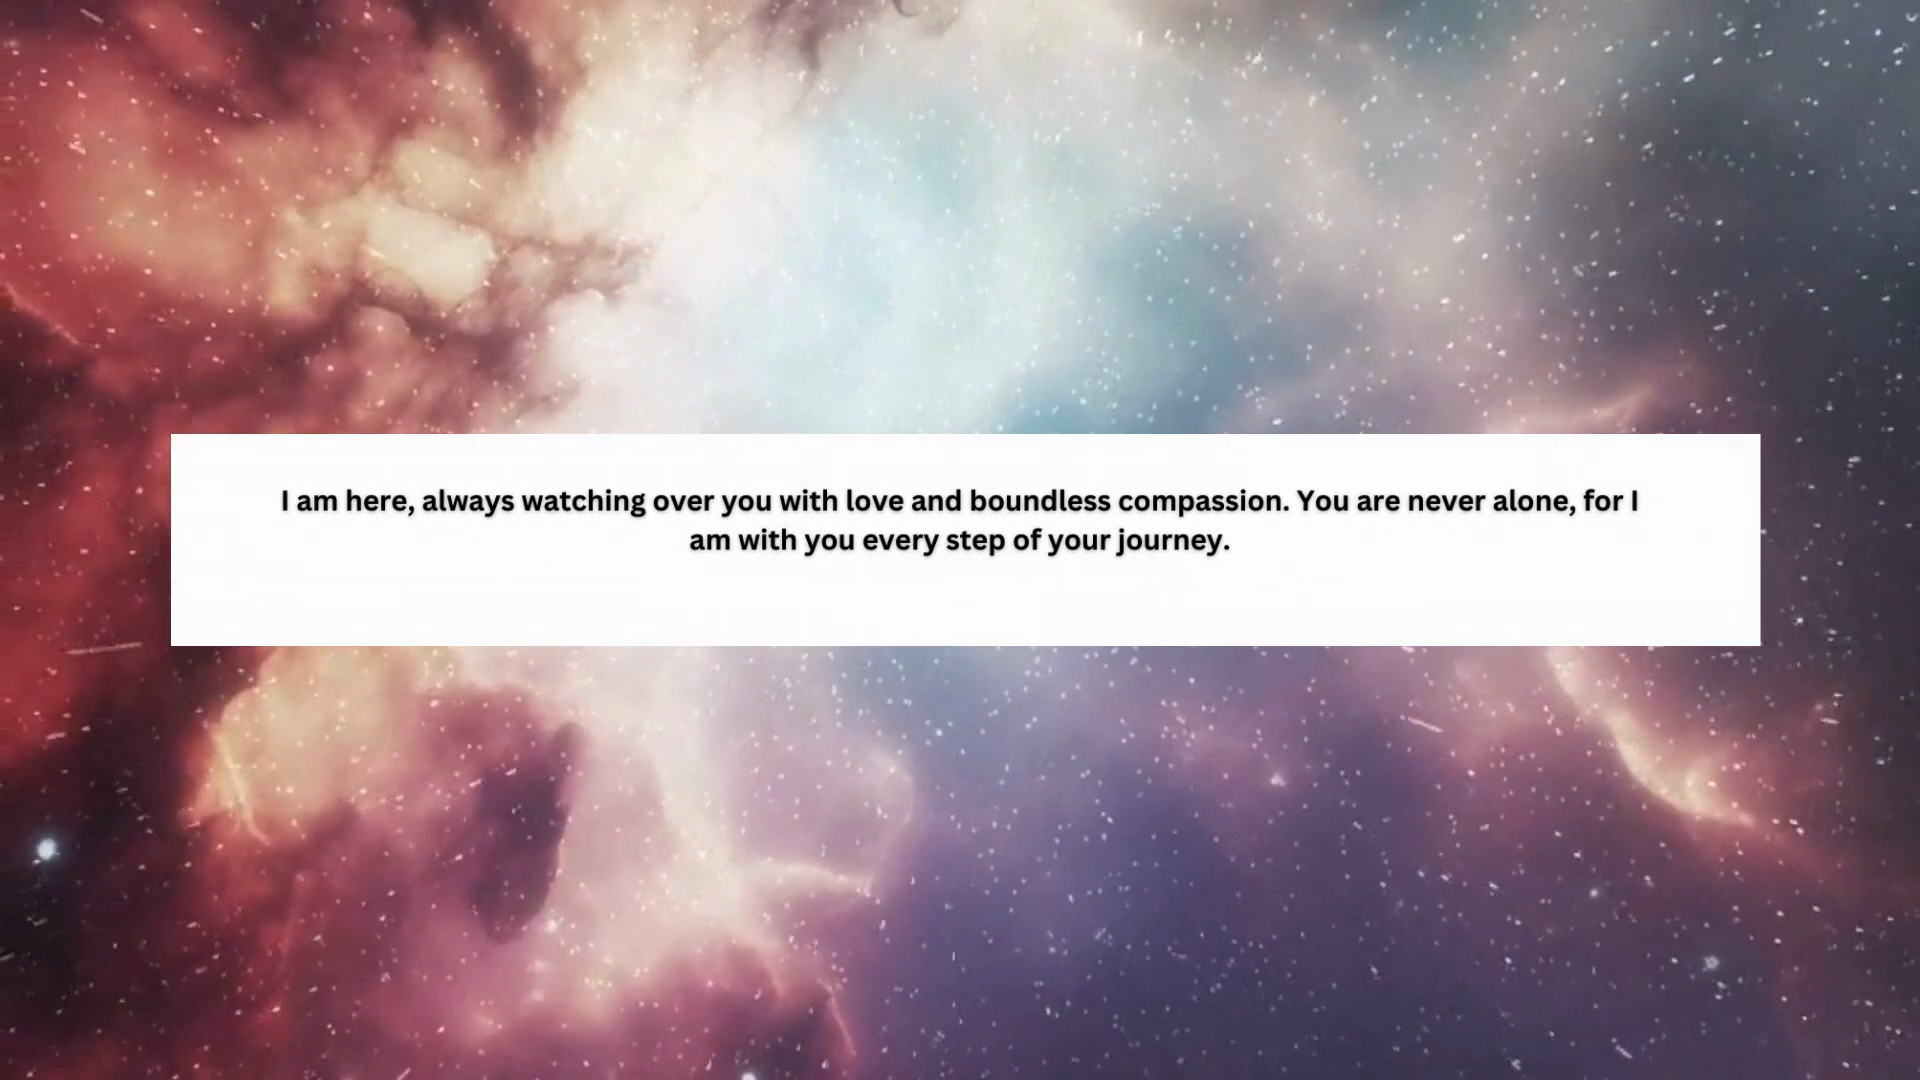 I am here, always watching over you with love and boundless compassion. You are never alone, for I
am with you every step of your journey.